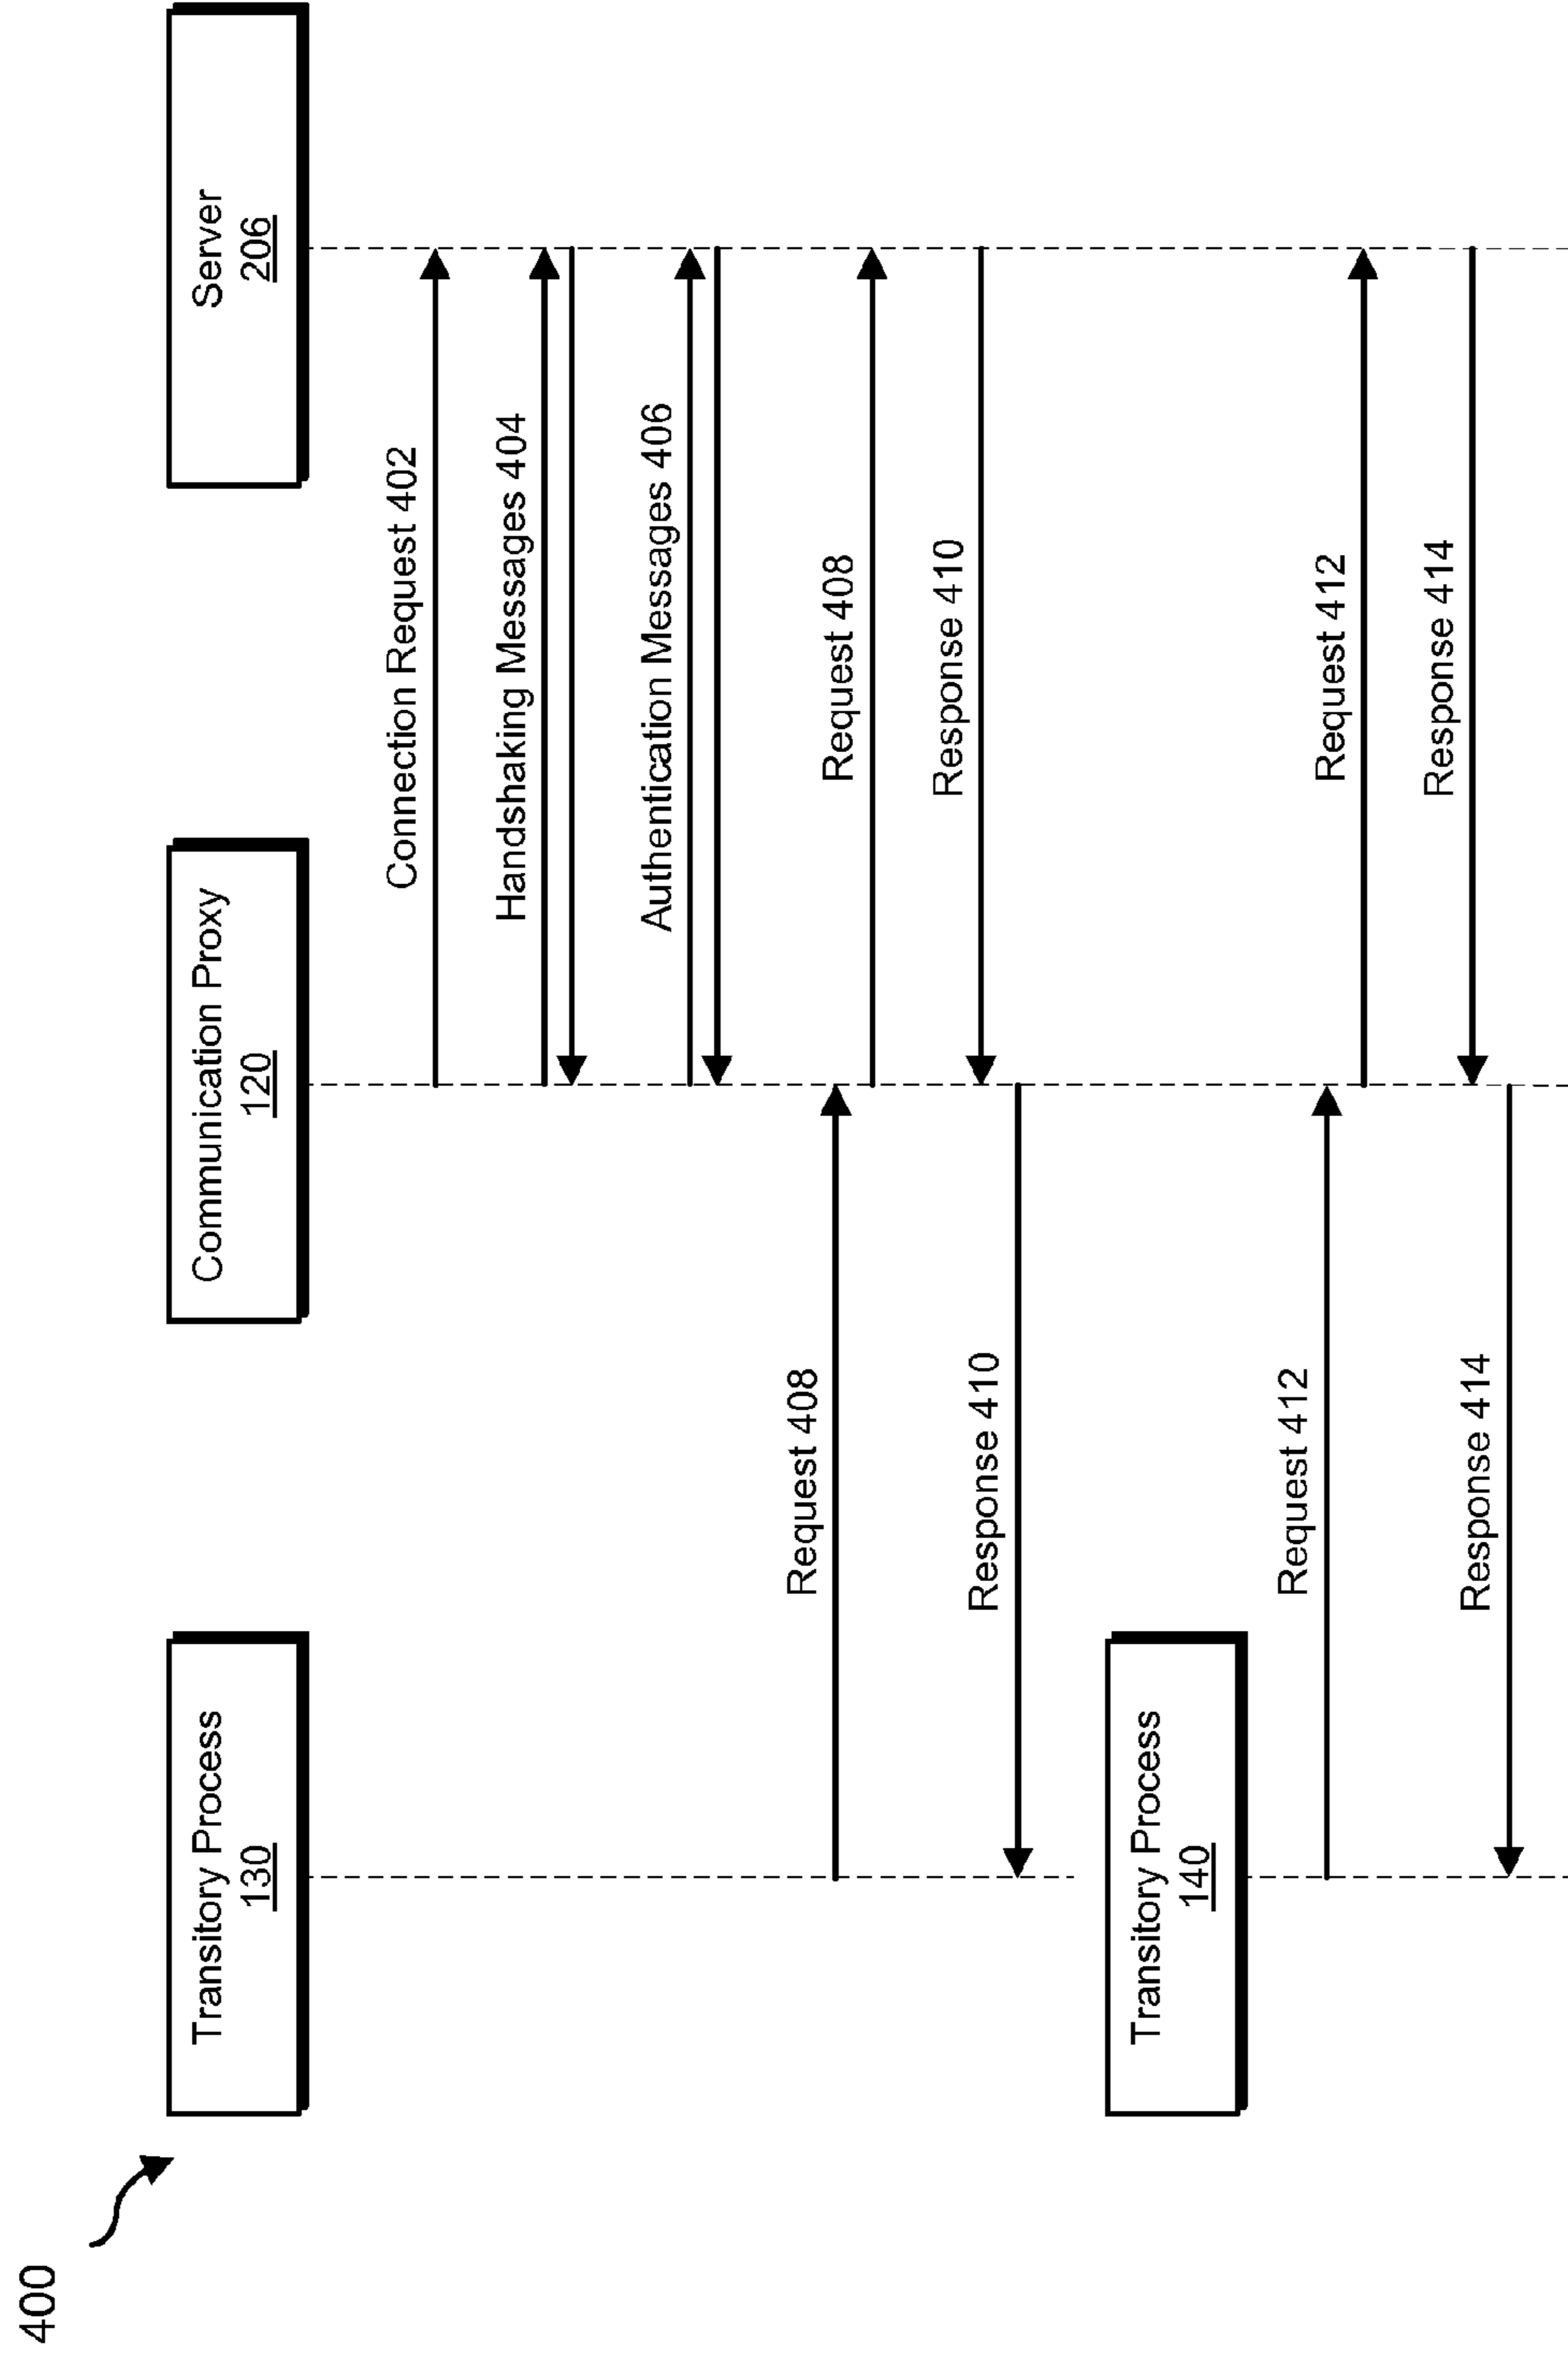 400
Transitory Process
130
Communication Proxy
120
Server
206
Connection Request 402
Handshaking Messages 404
Authentication Messages 406
Request 408
Request 408
Response 410
Response 410
Transitory Process
140
Request 412
Request 412
Response 414
Response 414